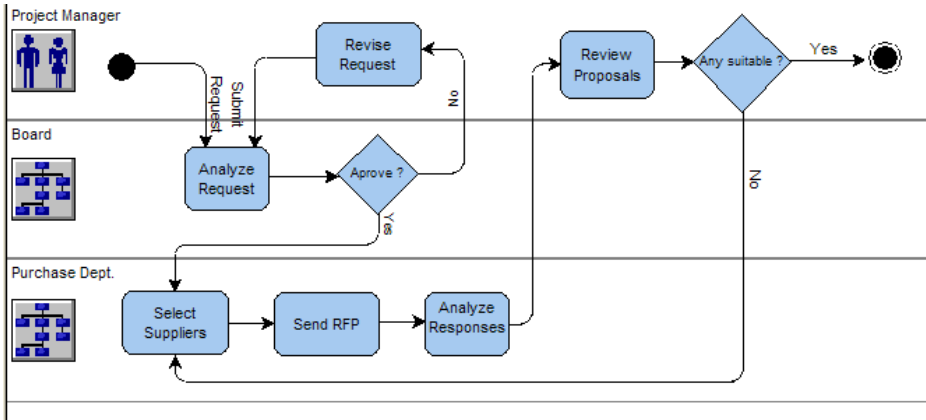 Project Manager
Revise
Request
Review
Proposals
Any suitable ?
Yes
Submit
Request
No
Board
Analyze
Request
Aprove ?
Yes
No
Purchase Dept.
Select
Suppliers
Send RFP
Analyze
Responses